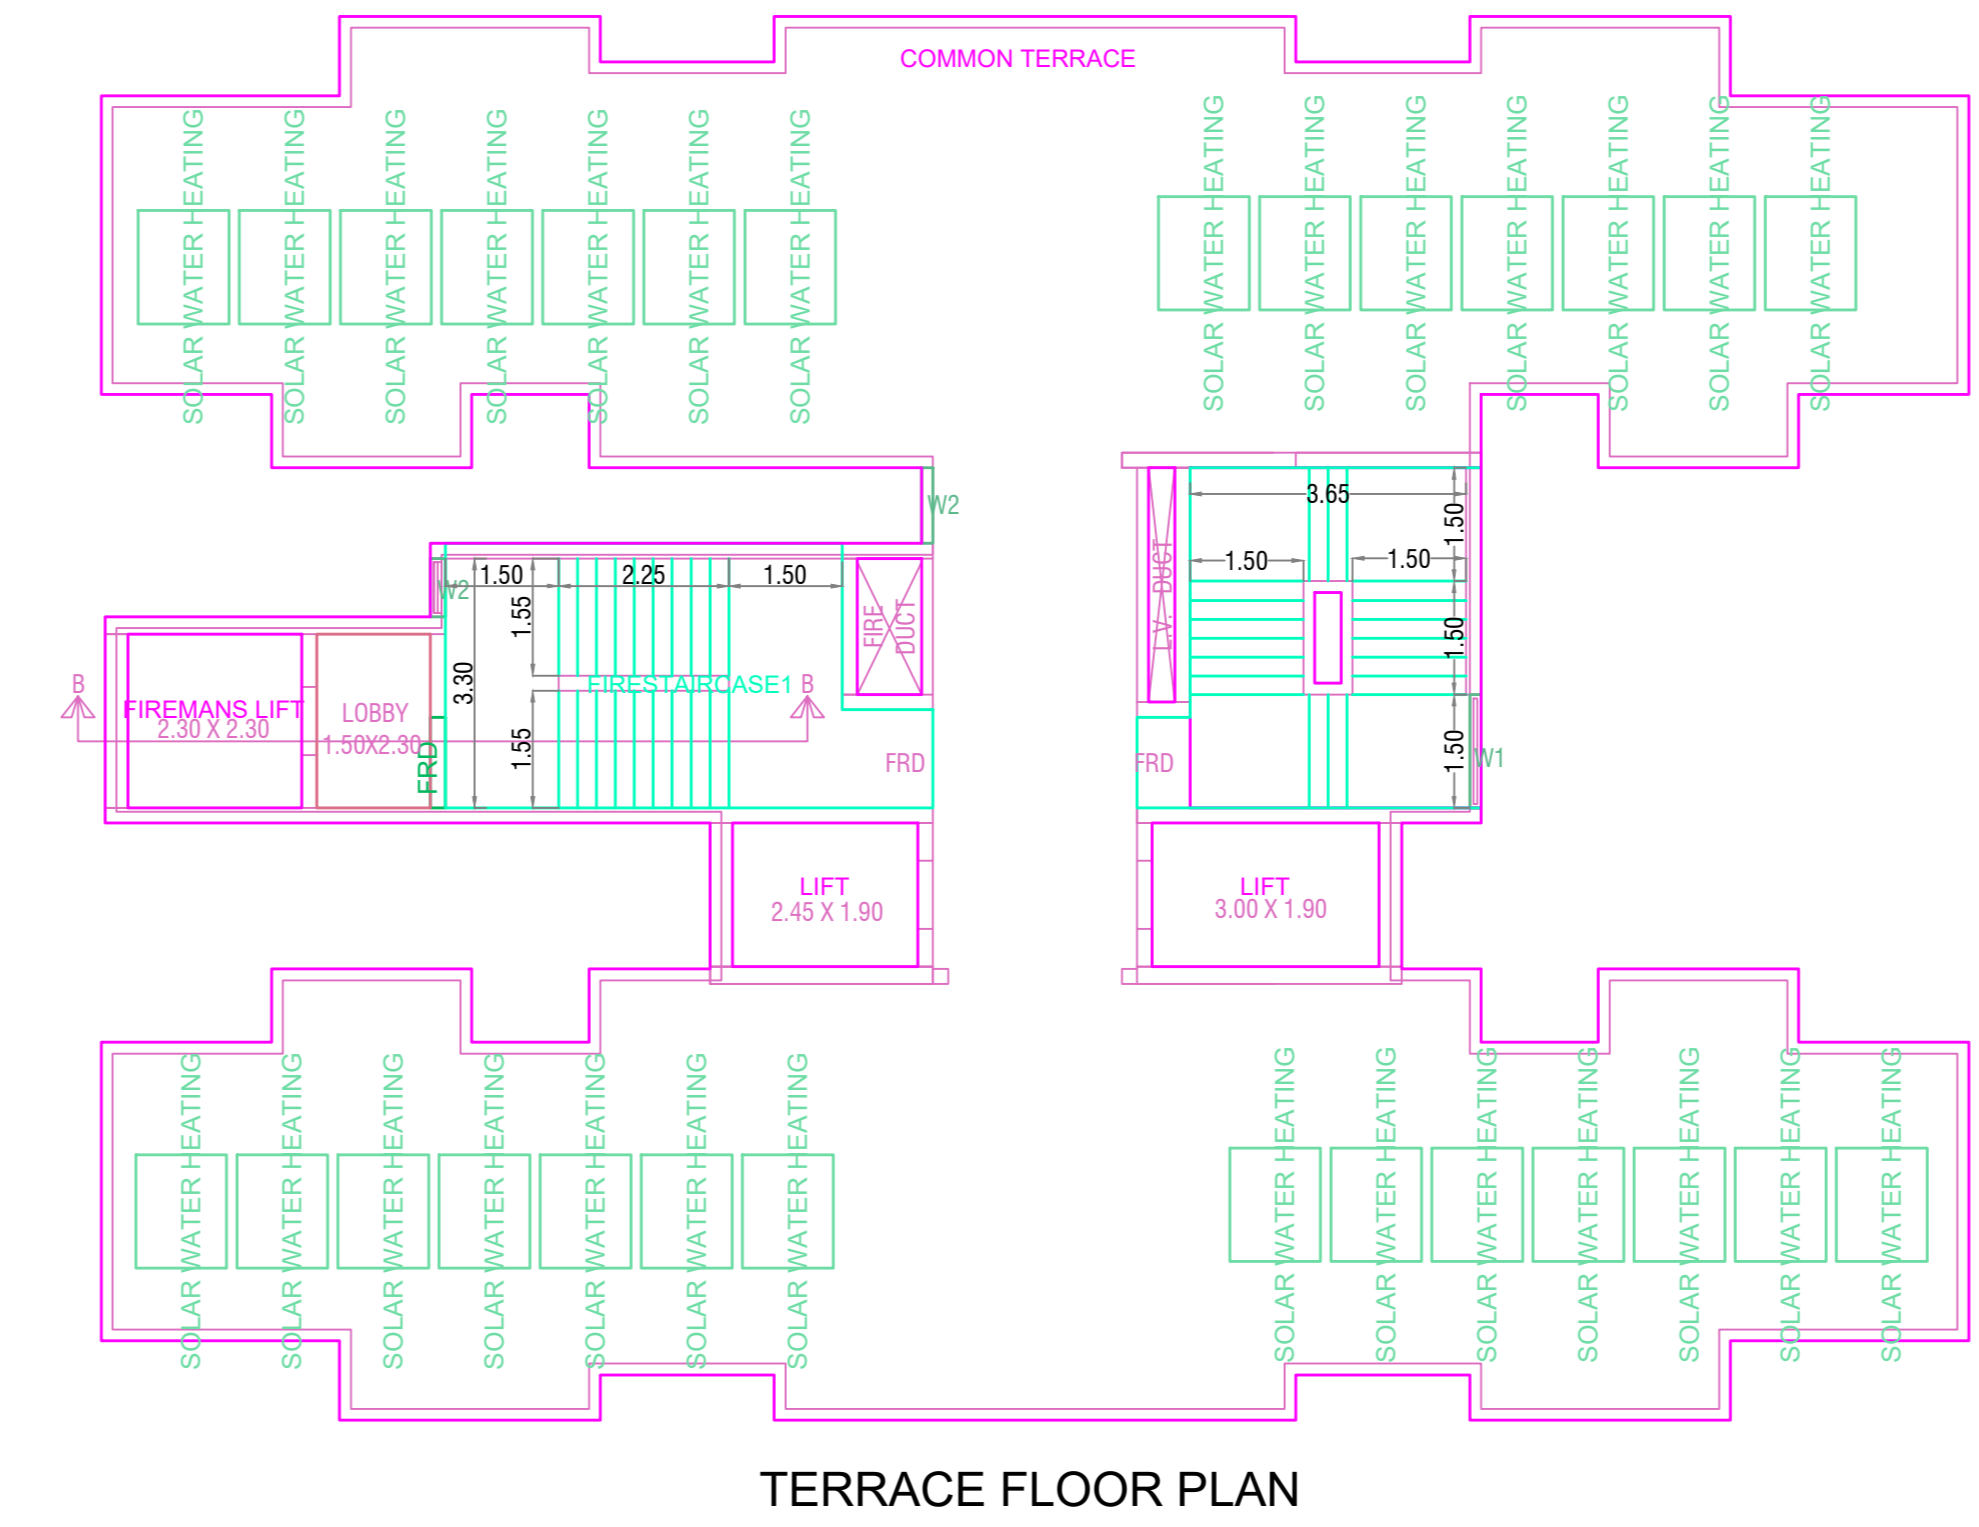 COMMON TERRACE
SOLAR WATER HEATING
SOLAR WATER HEATING
SOLAR WATER HEATING
SOLAR WATER HEATING
SOLAR WATER HEATING
SOLAR WATER HEATING
SOLAR WATER HEATING
SOLAR WATER HEATING
SOLAR WATER HEATING
SOLAR WATER HEATING
SOLAR WATER HEATING
SOLAR WATER HEATING
SOLAR WATER HEATING
SOLAR WATER HEATING
W2
W2
1.50
2.25
1.50
1.55
3.30
1.55
FIRE
DUCT
FIRESTAIRCASE1
B
B
FIREMANS LIFT
2.30 X 2.30
LOBBY
1.50X2.30
FRD
FRD
LIFT
2.45 X 1.90
L.V. DUCT
3.65
1.50
1.50
1.50
1.50
1.50
FRD
W1
LIFT
3.00 X 1.90
SOLAR WATER HEATING
SOLAR WATER HEATING
SOLAR WATER HEATING
SOLAR WATER HEATING
SOLAR WATER HEATING
SOLAR WATER HEATING
SOLAR WATER HEATING
SOLAR WATER HEATING
SOLAR WATER HEATING
SOLAR WATER HEATING
SOLAR WATER HEATING
SOLAR WATER HEATING
SOLAR WATER HEATING
SOLAR WATER HEATING
TERRACE FLOOR PLAN